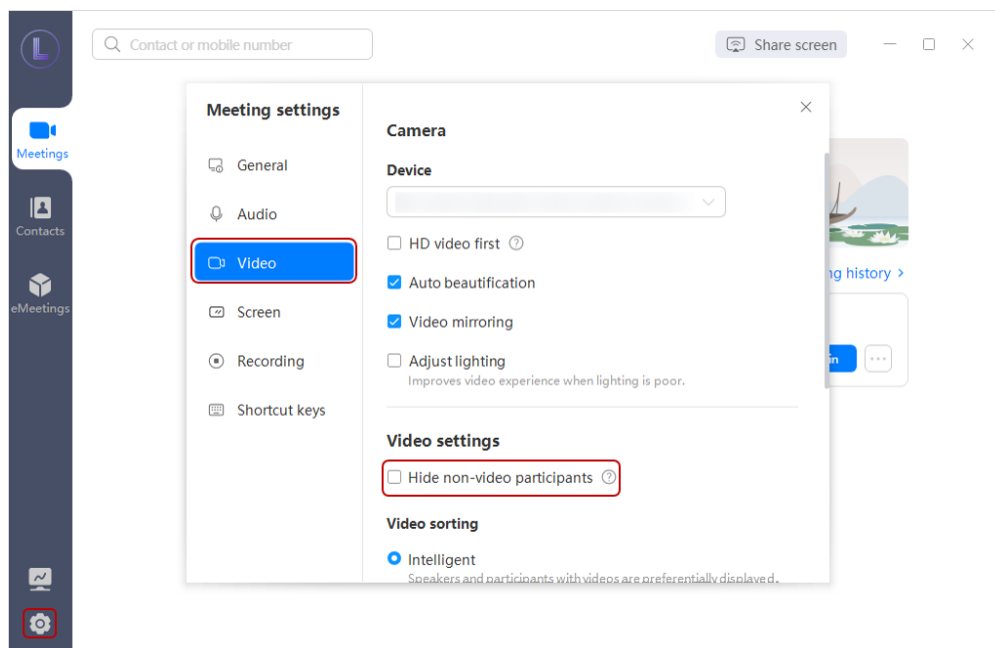 L
Contact or mobile number
Share screen
Meetings
Contacts
eMeetings
Meeting settings
General
Audio
Video
Screen
Recording
Shortcut keys
Camera
Device
HD video first
Auto beautification
Video mirroring
Adjust lighting
Improves video experience when lighting is poor.
Video settings
Hide non-video participants
Video sorting
Intelligent
Speakers and participants with videos are preferentially displayed.
ng history >
in